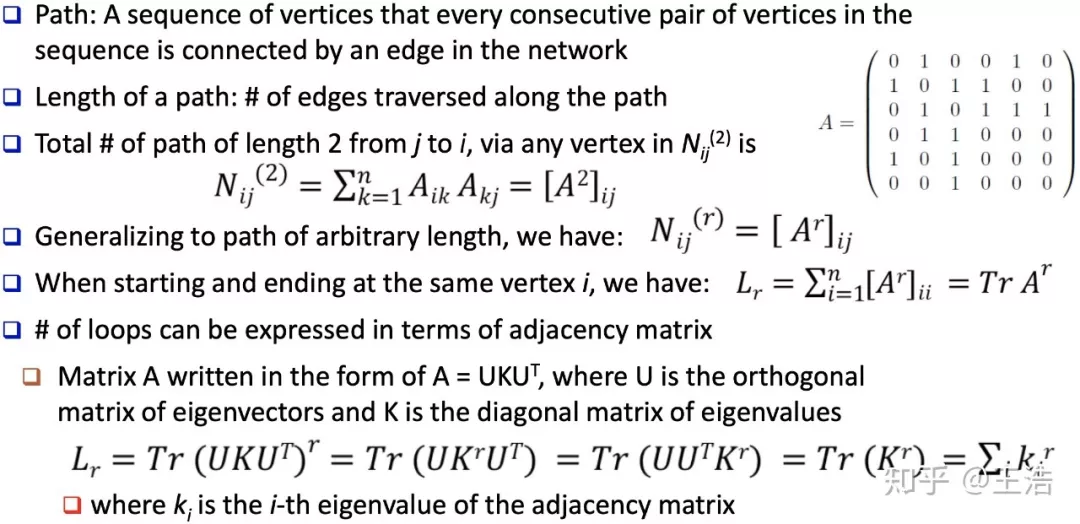 Path: A sequence of vertices that every consecutive pair of vertices in the
sequence is connected by an edge in the network
Length of a path: # of edges traversed along the path
Total # of path of length 2 from j to i, via any vertex in Nᵢⱼ⁽²⁾ is
Nᵢⱼ⁽²⁾ = ∑ⁿₖ₌₁ Aᵢₖ Aₖⱼ = [A²]ᵢⱼ
A =
0 1 0 0 1 0
1 0 1 1 0 0
0 1 0 1 1 1
0 1 1 0 0 0
1 0 1 0 0 0
0 0 1 0 0 0
Generalizing to path of arbitrary length, we have: Nᵢⱼ⁽ʳ⁾ = [ Aʳ]ᵢⱼ
When starting and ending at the same vertex i, we have: Lᵣ = ∑ⁿᵢ₌₁[Aʳ]ᵢᵢ = Tr Aʳ
# of loops can be expressed in terms of adjacency matrix
Matrix A written in the form of A = UKUᵀ, where U is the orthogonal
matrix of eigenvectors and K is the diagonal matrix of eigenvalues
Lᵣ = Tr (UKUᵀ)ʳ = Tr (UKʳUᵀ) = Tr (UUᵀKʳ) = Tr (Kʳ) = ∑ᵢ kᵢʳ
where kᵢ is the i-th eigenvalue of the adjacency matrix
知乎 @王浩